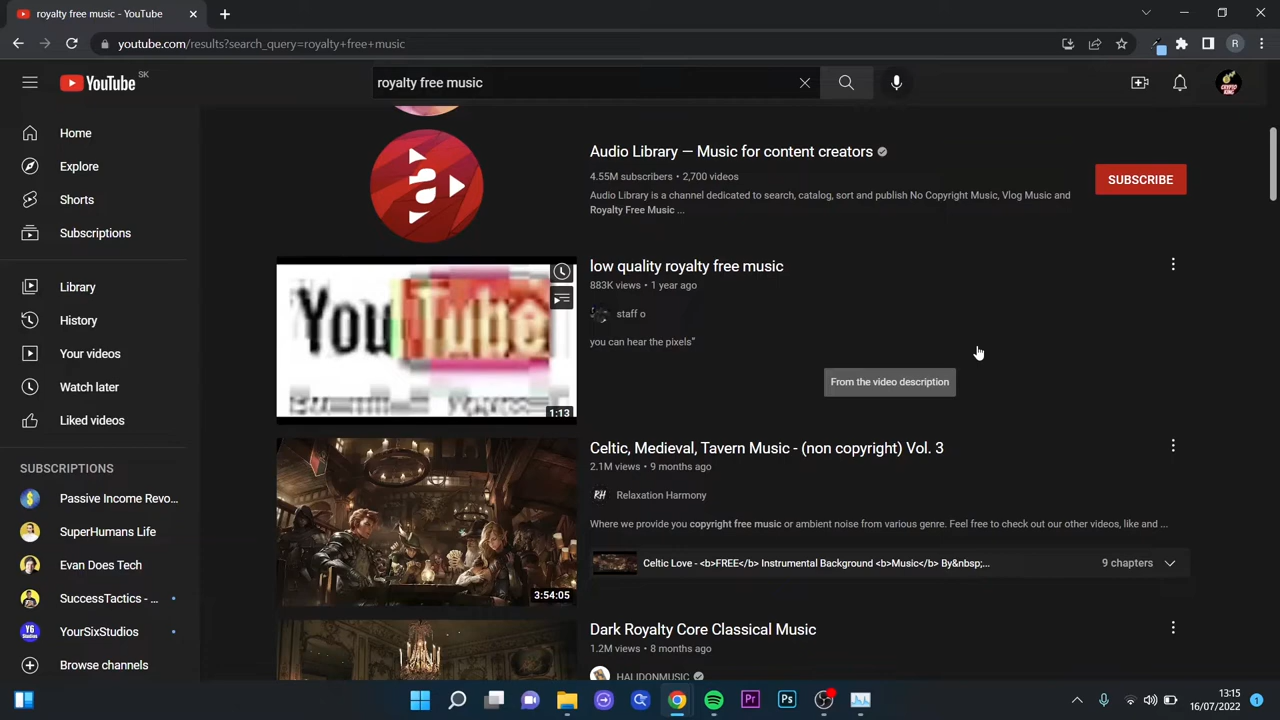 royalty free music - YouTube
youtube.com/results?search_query=royalty+free+music
R
YouTube SK
royalty free music
CRYPTO KING
Home
Explore
Shorts
Subscriptions
Library
History
Your videos
Watch later
Liked videos
SUBSCRIPTIONS
Passive Income Revo...
SuperHumans Life
Evan Does Tech
SuccessTactics - ...
YourSixStudios
Browse channels
a
Audio Library — Music for content creators
4.55M subscribers • 2,700 videos
Audio Library is a channel dedicated to search, catalog, sort and publish No Copyright Music, Vlog Music and
Royalty Free Music ...
SUBSCRIBE
YouTube
1:13
low quality royalty free music
883K views • 1 year ago
staff o
you can hear the pixels"
From the video description
3:54:05
Celtic, Medieval, Tavern Music - (non copyright) Vol. 3
2.1M views • 9 months ago
RH Relaxation Harmony
Where we provide you copyright free music or ambient noise from various genre. Feel free to check out our other videos, like and ...
Celtic Love - <b>FREE</b> Instrumental Background <b>Music</b> By&nbsp;...
9 chapters
Dark Royalty Core Classical Music
1.2M views • 8 months ago
HALIDONMUSIC
Pr
Ps
13:15
16/07/2022
1